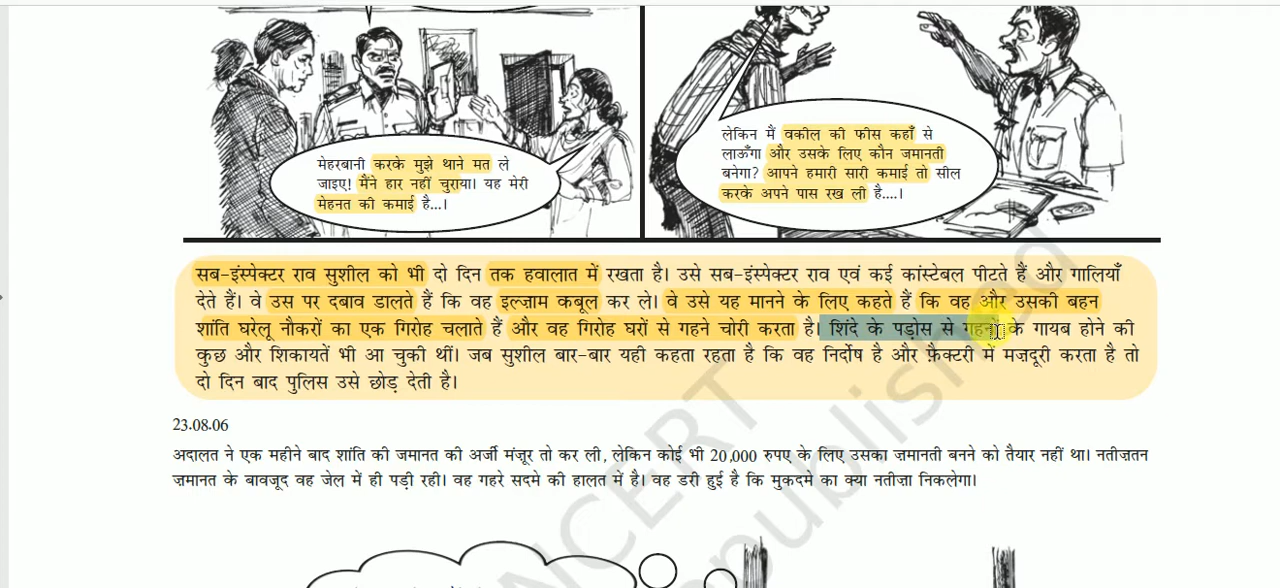 मेहरबानी करके मुझे थाने मत ले
जाइए! मैंने हार नहीं चुराया। यह मेरी
मेहनत की कमाई है...।
लेकिन मैं वकील की फीस कहाँ से
लाऊँगा और उसके लिए कौन जमानती
बनेगा? आपने हमारी सारी कमाई तो सील
करके अपने पास रख ली है....।
सब-इंस्पेक्टर राव सुशील को भी दो दिन तक हवालात में रखता है। उसे सब-इंस्पेक्टर राव एवं कई कांस्टेबल पीटते हैं और गालियाँ
देते हैं। वे उस पर दबाव डालते हैं कि वह इल्ज़ाम कबूल कर ले। वे उसे यह मानने के लिए कहते हैं कि वह और उसकी बहन
शांति घरेलू नौकरों का एक गिरोह चलाते हैं और वह गिरोह घरों से गहने चोरी करता है। शिंदे के पड़ोस से गहनों के गायब होने की
कुछ और शिकायतें भी आ चुकी थीं। जब सुशील बार-बार यही कहता रहता है कि वह निर्दोष है और फ़ैक्टरी में मज़दूरी करता है तो
दो दिन बाद पुलिस उसे छोड़ देती है।
23.08.06
अदालत ने एक महीने बाद शांति की जमानत की अर्जी मंज़ूर तो कर ली, लेकिन कोई भी 20,000 रुपए के लिए उसका ज़मानती बनने को तैयार नहीं था। नतीज़तन
ज़मानत के बावजूद वह जेल में ही पड़ी रही। वह गहरे सदमे की हालत में है। वह डरी हुई है कि मुकदमे का क्या नतीज़ा निकलेगा।
NCERT
republished